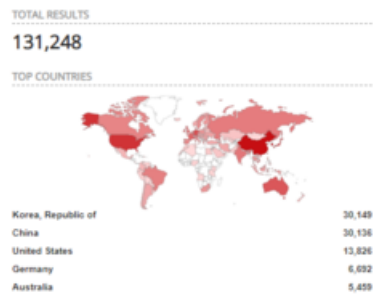 TOTAL RESULTS
131,248
TOP COUNTRIES
Korea, Republic of 30,149
China 30,136
United States 13,826
Germany 6,692
Australia 5,459